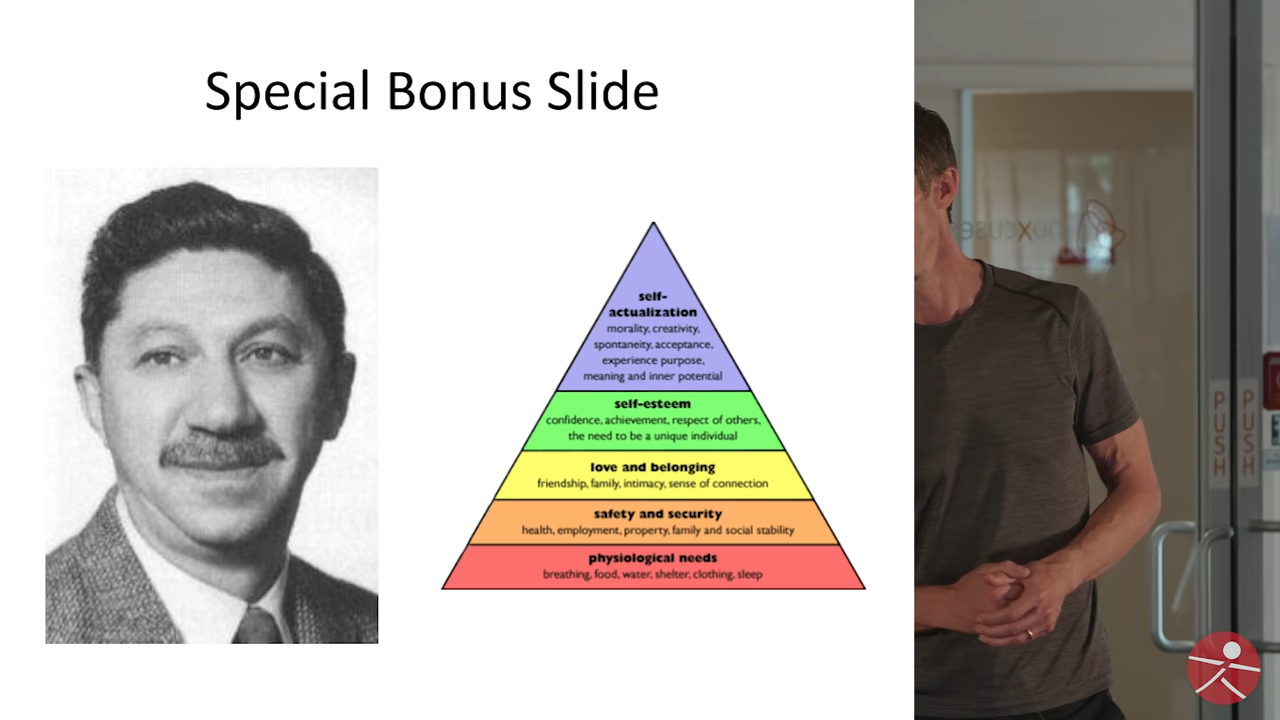 Special Bonus Slide
self-
actualization
morality, creativity,
spontaneity, acceptance,
experience purpose,
meaning and inner potential
self-esteem
confidence, achievement, respect of others,
the need to be a unique individual
love and belonging
friendship, family, intimacy, sense of connection
safety and security
health, employment, property, family and social stability
physiological needs
breathing, food, water, shelter, clothing, sleep
PUSH
PUSH